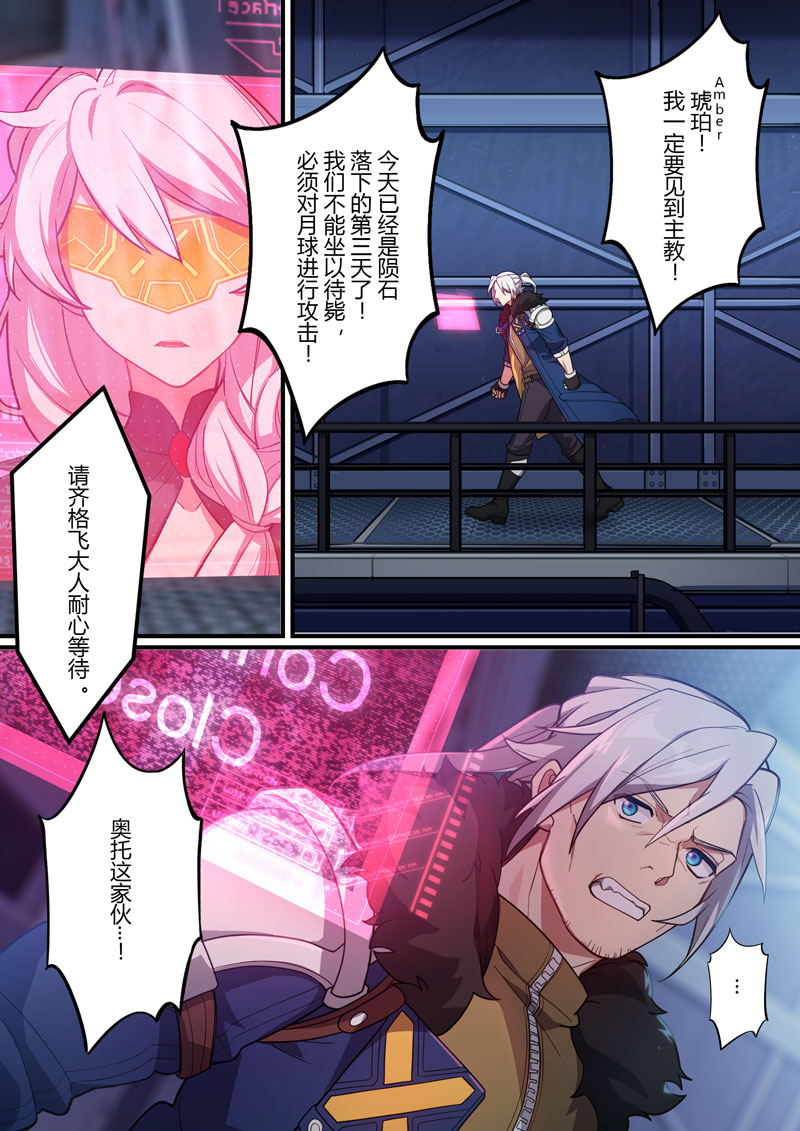 Amber
琥珀！
我一定要见到主教！
今天已经是陨石
落下的第三天了！
我们不能坐以待毙，
必须对月球进行攻击！
请齐格飞大人耐心等待。
Close
奥托这家伙…！
…